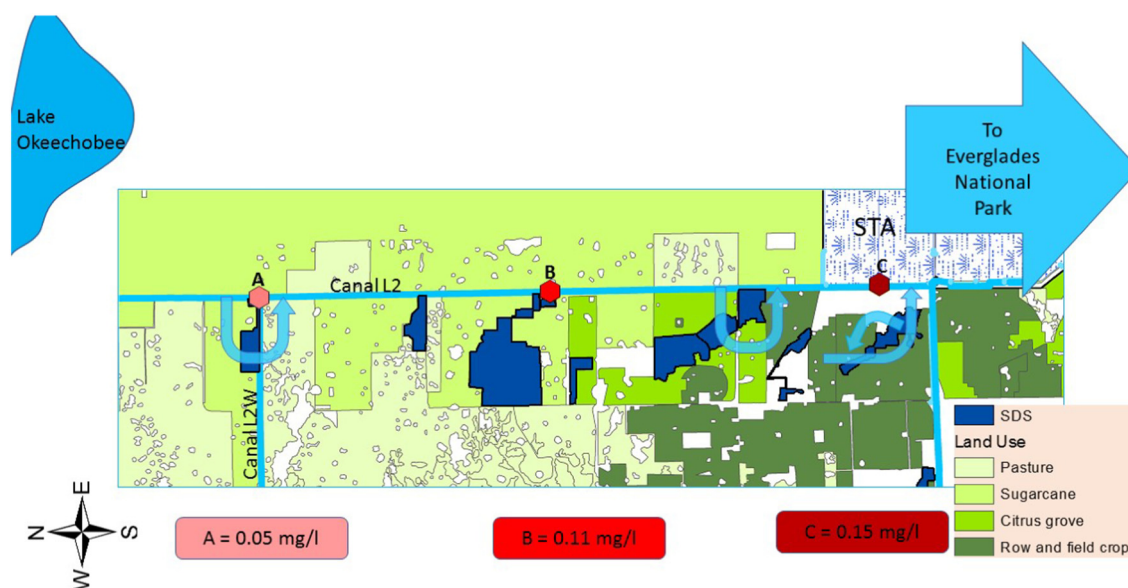 Lake
Okeechobee
To
Everglades
National
Park
STA
A
B
C
Canal L2
Canal L2W
SDS
Land Use
Pasture
Sugarcane
Citrus grove
Row and field crop
N
E
S
W
A = 0.05 mg/l
B = 0.11 mg/l
C = 0.15 mg/l